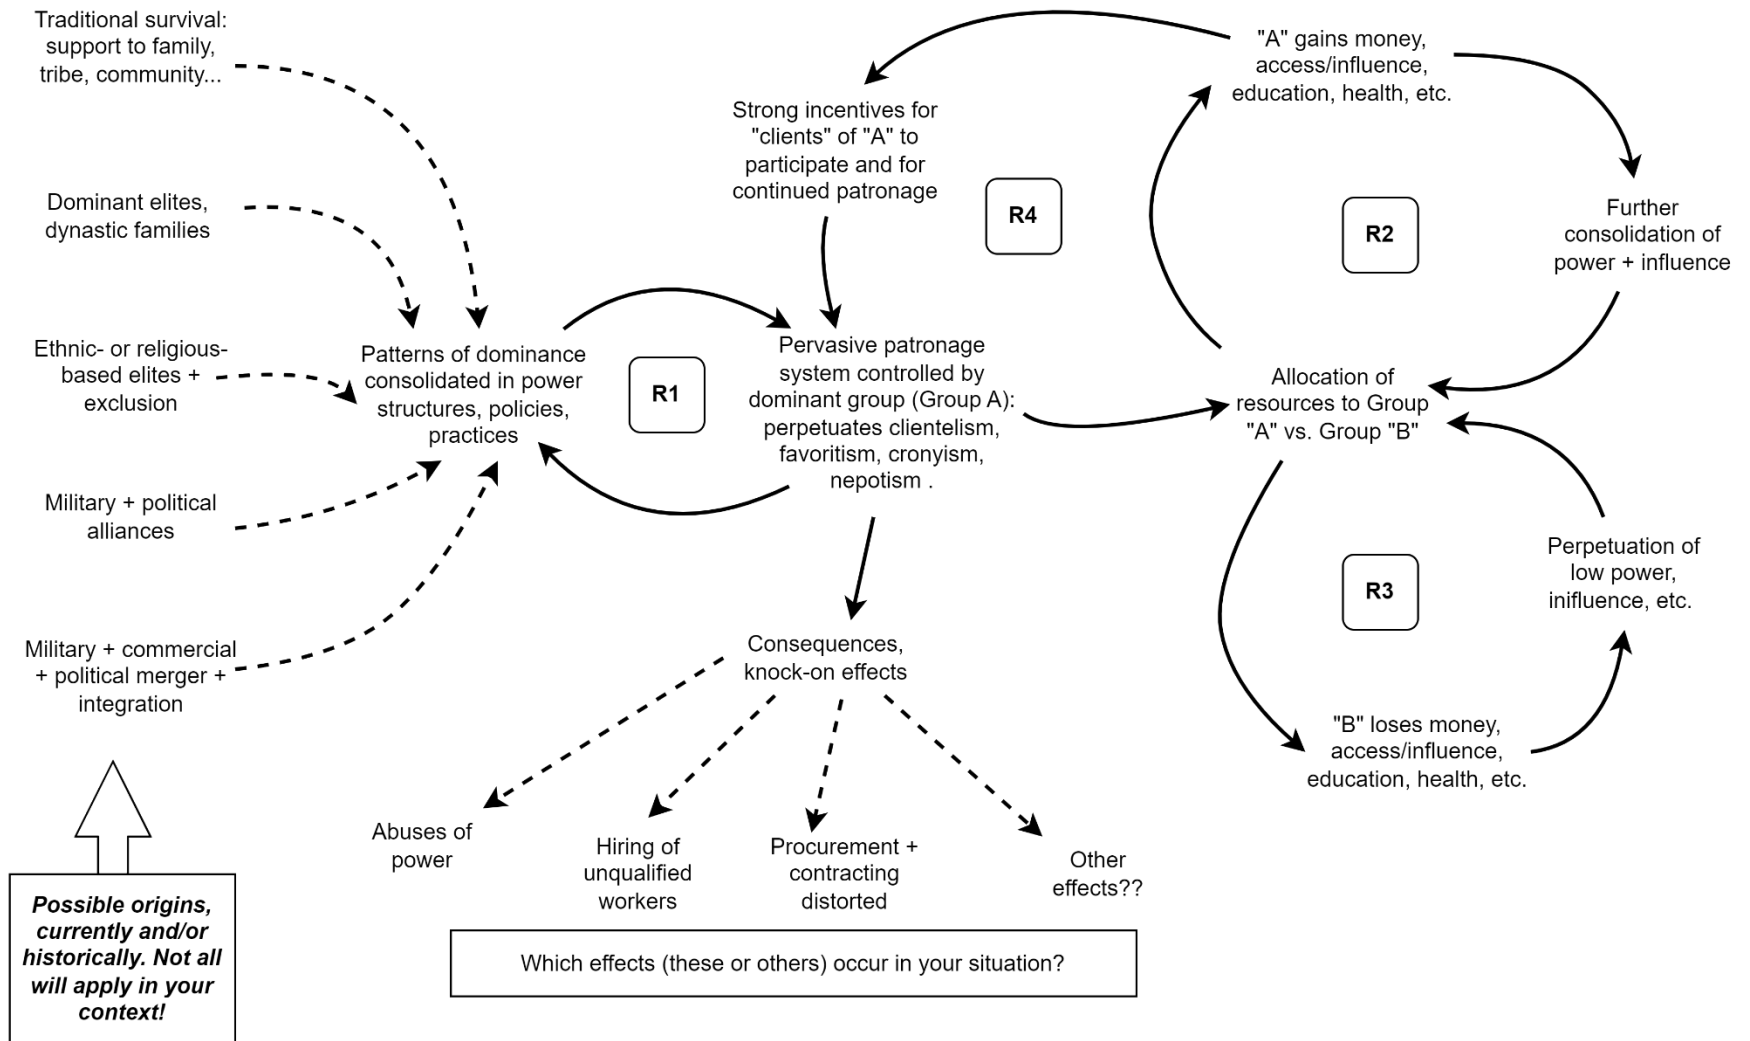 Traditional survival:
support to family,
tribe, community...
Dominant elites,
dynastic families
Ethnic- or religious-
based elites +
exclusion
Military + political
alliances
Military + commercial
+ political merger +
integration
Possible origins,
currently and/or
historically. Not all
will apply in your
context!
Patterns of dominance
consolidated in power
structures, policies,
practices
R1
Strong incentives for
"clients" of "A" to
participate and for
continued patronage
Pervasive patronage
system controlled by
dominant group (Group A):
perpetuates clientelism,
favoritism, cronyism,
nepotism .
R4
"A" gains money,
access/influence,
education, health, etc.
R2
Further
consolidation of
power + influence
Allocation of
resources to Group
"A" vs. Group "B"
R3
Perpetuation of
low power,
inifluence, etc.
"B" loses money,
access/influence,
education, health, etc.
Consequences,
knock-on effects
Abuses of
power
Hiring of
unqualified
workers
Procurement +
contracting
distorted
Other
effects??
Which effects (these or others) occur in your situation?